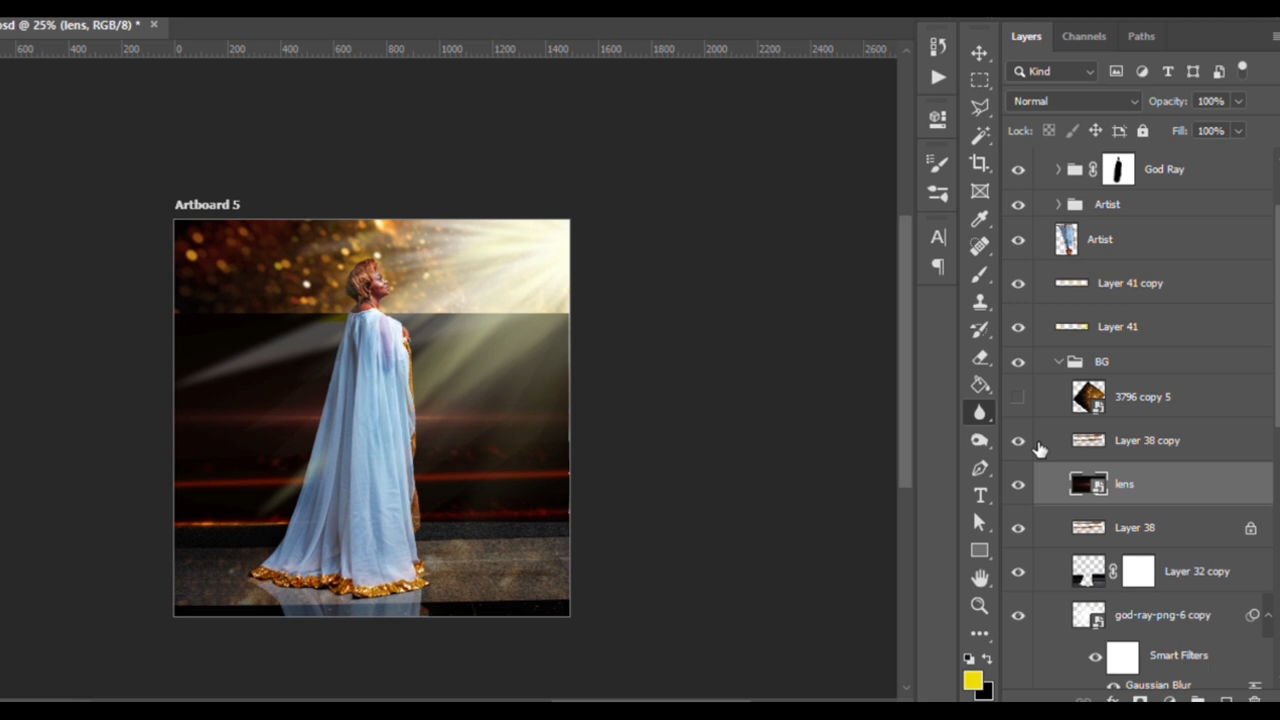 osd @ 25% (lens, RGB/8) *
600 400 200 0 200 400 600 800 1000 1200 1400 1600 1800 2000 2200 2400 2600
Artboard 5
Layers Channels Paths
Kind
Normal Opacity: 100%
Lock: Fill: 100%
God Ray
Artist
Artist
Layer 41 copy
Layer 41
BG
3796 copy 5
Layer 38 copy
lens
Layer 38
Layer 32 copy
god-ray-png-6 copy
Smart Filters
Gaussian Blur